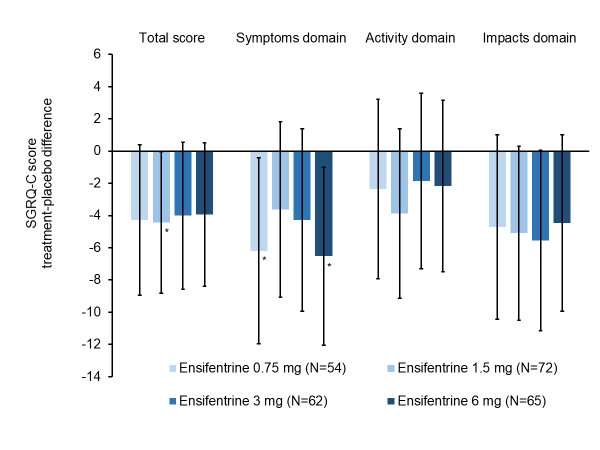 Total score Symptoms domain Activity domain Impacts domain
6
4
2
0
-2
-4
-6
-8
-10
-12
-14
SGRQ-C score
treatment-placebo difference
*
*
*
Ensifentrine 0.75 mg (N=54) Ensifentrine 1.5 mg (N=72)
Ensifentrine 3 mg (N=62) Ensifentrine 6 mg (N=65)